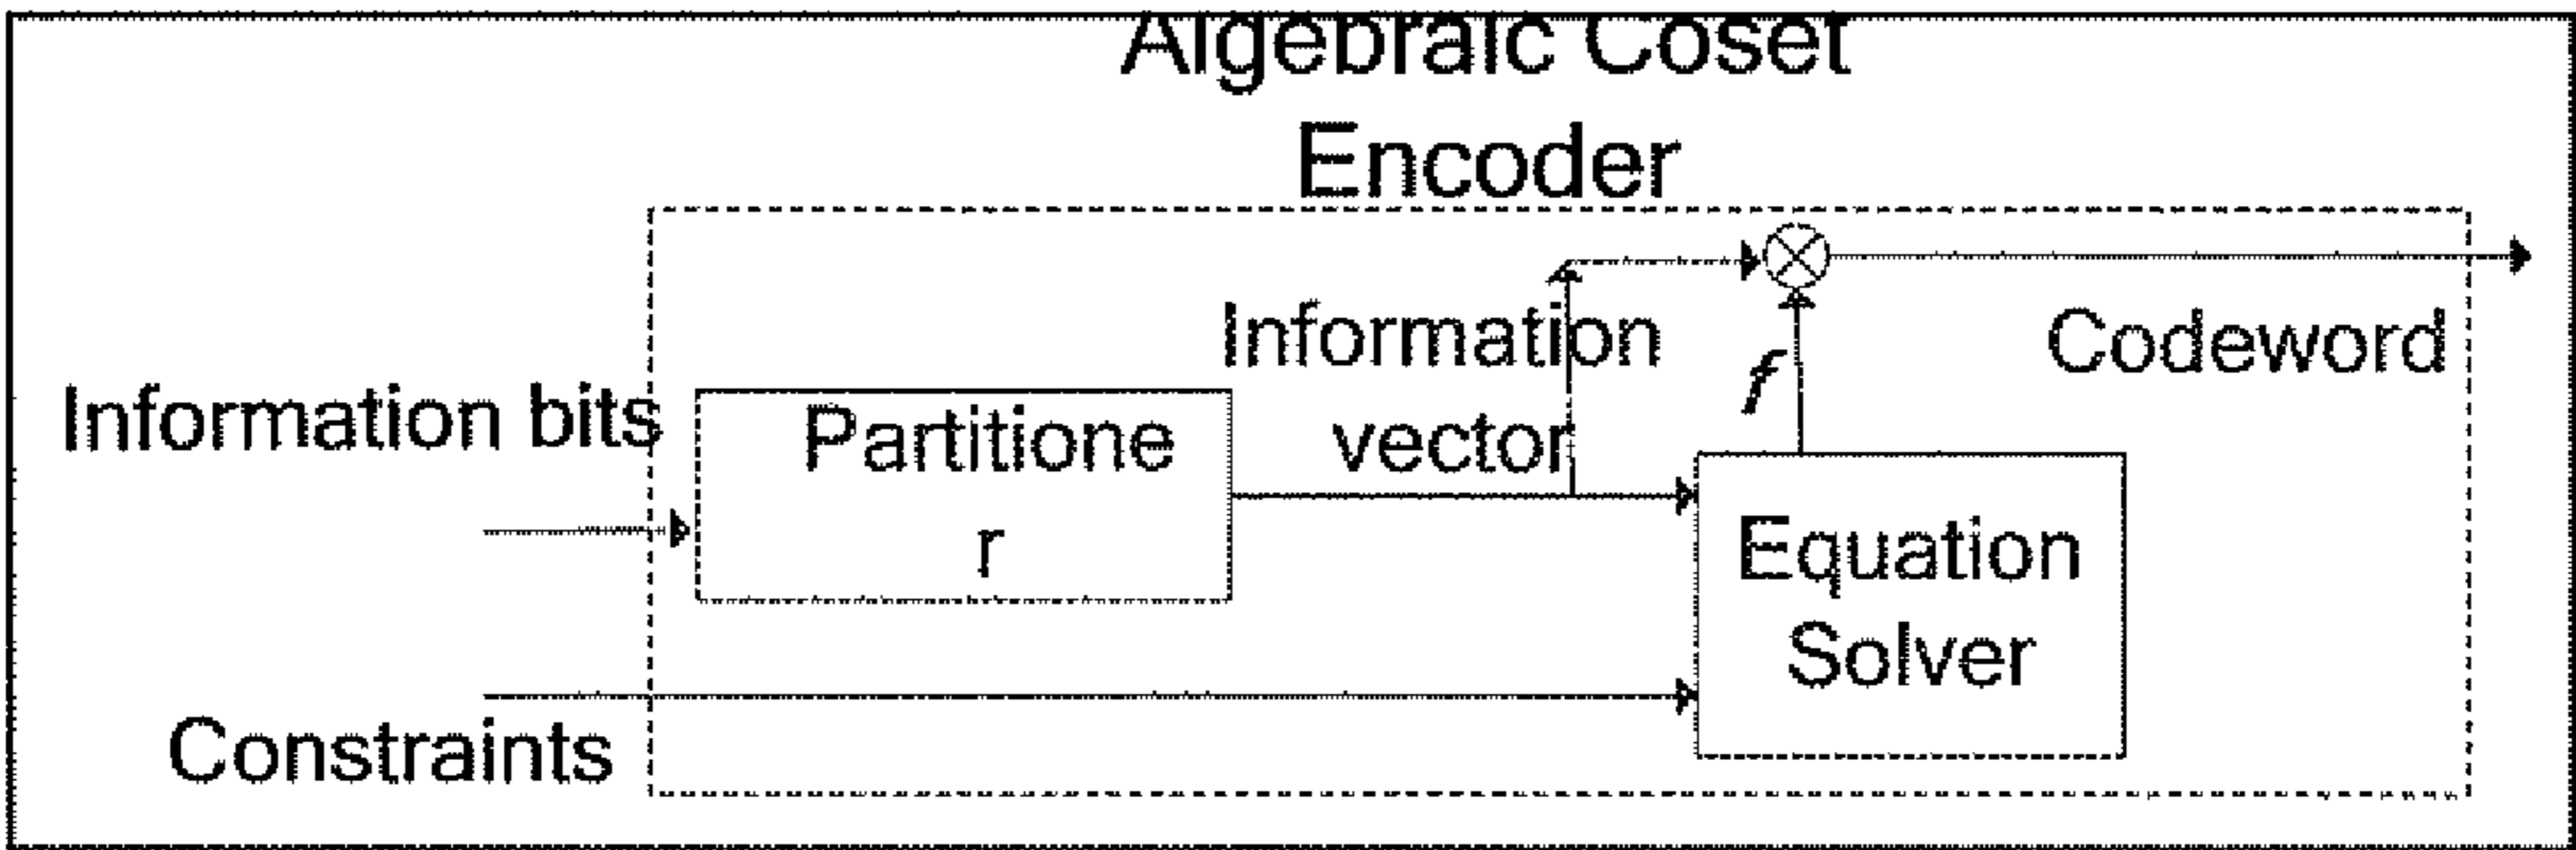 Algebraic Coset
Encoder
Information bits
Partitione
r
Information
vector
f
Codeword
Equation
Solver
Constraints